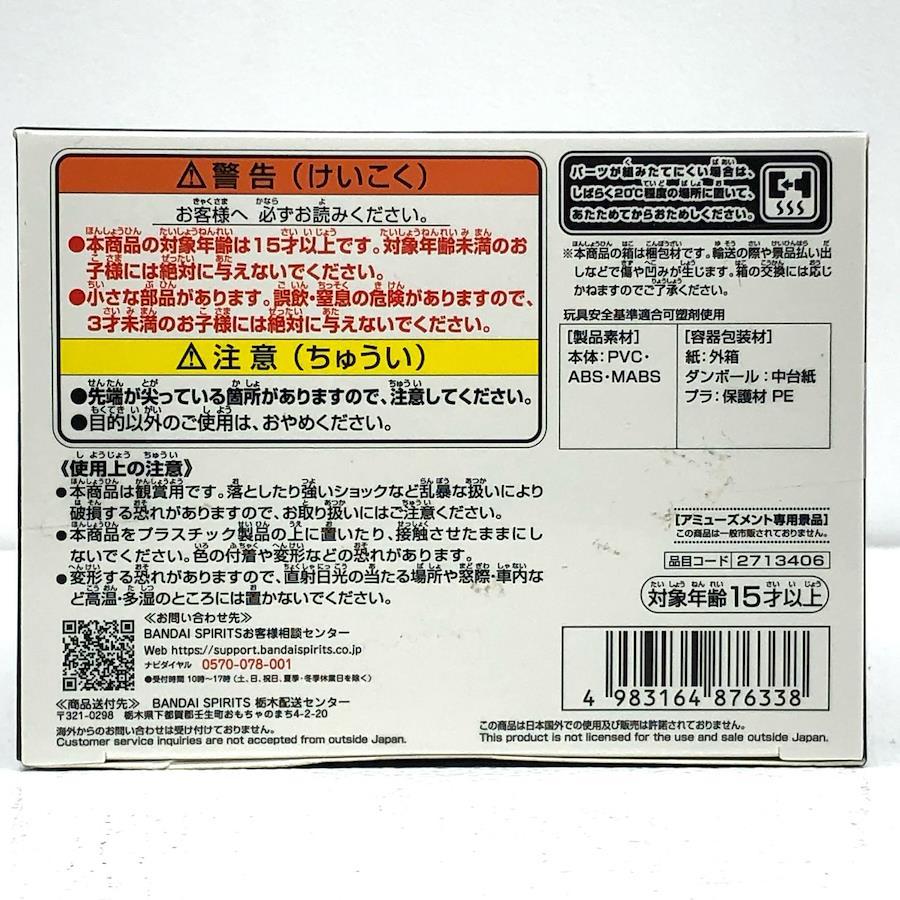 ⚠警告（けいこく）
お客様へ 必ずお読みください。
●本商品の対象年齢は15才以上です。対象年齢未満のお
子様には絶対に与えないでください。
●小さな部品があります。誤飲・窒息の危険がありますので、
3才未満のお子様には絶対に与えないでください。
⚠注意（ちゅうい）
●先端が尖っている箇所がありますので、注意してください。
●目的以外のご使用は、おやめください。
《使用上の注意》
●本商品は観賞用です。落としたり強いショックなど乱暴な扱いにより
破損する恐れがありますので、お取り扱いにはご注意ください。
●本商品をプラスチック製品の上に置いたり、接触させたままにし
ないでください。色の付着や変形などの恐れがあります。
●変形する恐れがありますので、直射日光の当たる場所や窓際・車内な
ど高温・多湿のところには置かないでください。
≪お問い合わせ先≫
BANDAI SPIRITSお客様相談センター
Web https://support.bandaispirits.co.jp
ナビダイヤル 0570-078-001
●受付時間 10時〜17時（土、日、祝日、夏季・冬季休業日を除く）
≪商品送付先≫ BANDAI SPIRITS 栃木配送センター
〒321-0298 栃木県下都賀郡壬生町おもちゃのまち4-2-20
海外からのお問い合わせは受け付けておりません。
Customer service inquiries are not accepted from outside Japan.
パーツが組みたてにくい場合は、
しばらく20℃程度の場所に置いて、
あたためてからおためしください。
※本商品の箱は梱包材です。輸送の際や景品払い出
しなどで傷や凹みが生じます。箱の交換には応じ
かねますのでご了承ください。
玩具安全基準適合可塑剤使用
[製品素材]
本体：PVC・
ABS・MABS
[容器包装材]
紙：外箱
ダンボール：中台紙
プラ：保護材 PE
【アミューズメント専用景品】
この商品は一般市販されておりません。
品目コード 2713406
対象年齢15才以上
4 983164 876338
この商品は日本国外での使用及び販売は許諾されておりません。
This product is not licensed for the use and sale outside Japan.